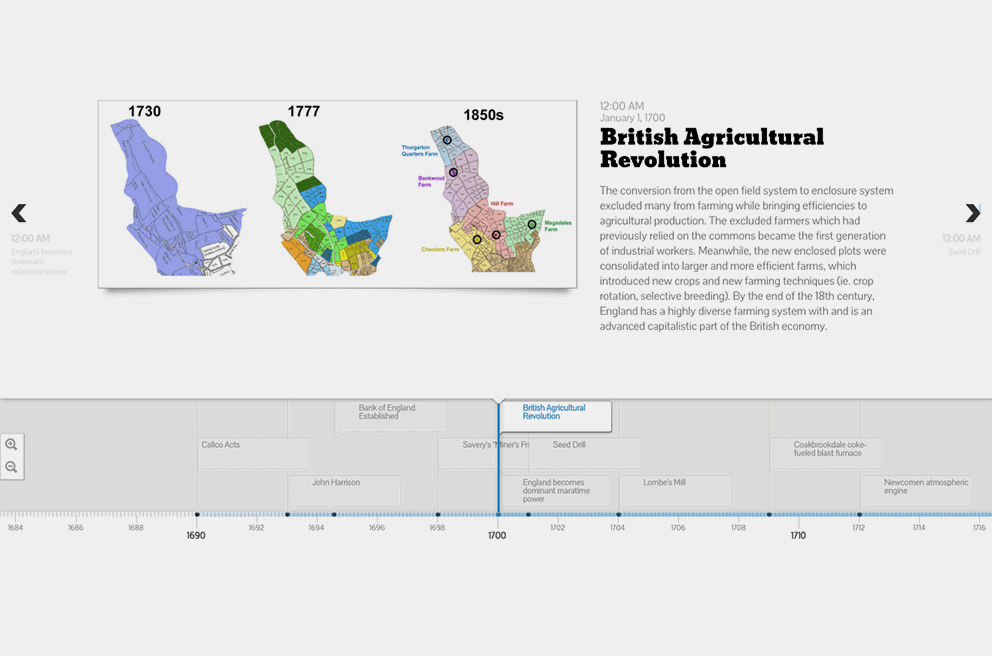 1730
1777
1850s
Thurgarton
Quarters Farm
Bankwood
Farm
Hill Farm
Magadales
Farm
Checkers Farm
12:00 AM
January 1, 1700
British Agricultural
Revolution
The conversion from the open field system to enclosure system
excluded many from farming while bringing efficiencies to
agricultural production. The excluded farmers which had
previously relied on the commons became the first generation
of industrial workers. Meanwhile, the new enclosed plots were
consolidated into larger and more efficient farms, which
introduced new crops and new farming techniques (ie. crop
rotation, selective breeding). By the end of the 18th century,
England has a highly diverse farming system with and is an
advanced capitalistic part of the British economy.
12:00 AM
England becomes
dominant
maratime power
12:00 AM
Seed Drill
Bank of England
Established
British Agricultural
Revolution
Calico Acts
Savery's "Miner's Fri
Seed Drill
Coakbrookdale coke-
fueled blast furnace
John Harrison
England becomes
dominant maratime
power
Lombe's Mill
Newcomen atmospheric
engine
1684 1686 1688 1692 1694 1696 1698 1702 1704 1706 1708 1712 1714 1716
1690 1700 1710